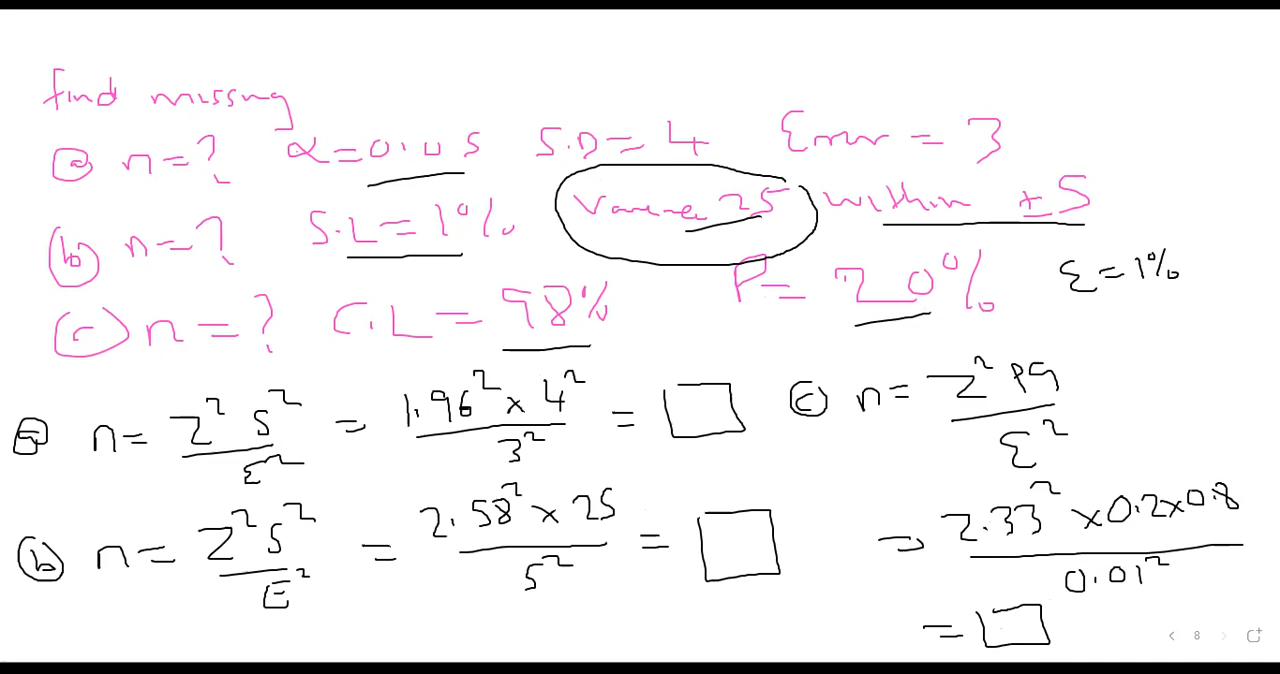 find missing
(a) n=? α=0.05 S.D=4 Error=3
(b) n=? S.L=1% Variance 25 within ±5
(c) n=? C.L=98% P=20% ε=1%
(a) n= Z² S² / ε² = 1.96² × 4² / 3² = □
(b) n= Z² S² / E² = 2.58² × 25 / 5² = □
(c) n= Z² pq / ε²
= 2.33² × 0.2 × 0.8 / 0.01²
= □
8